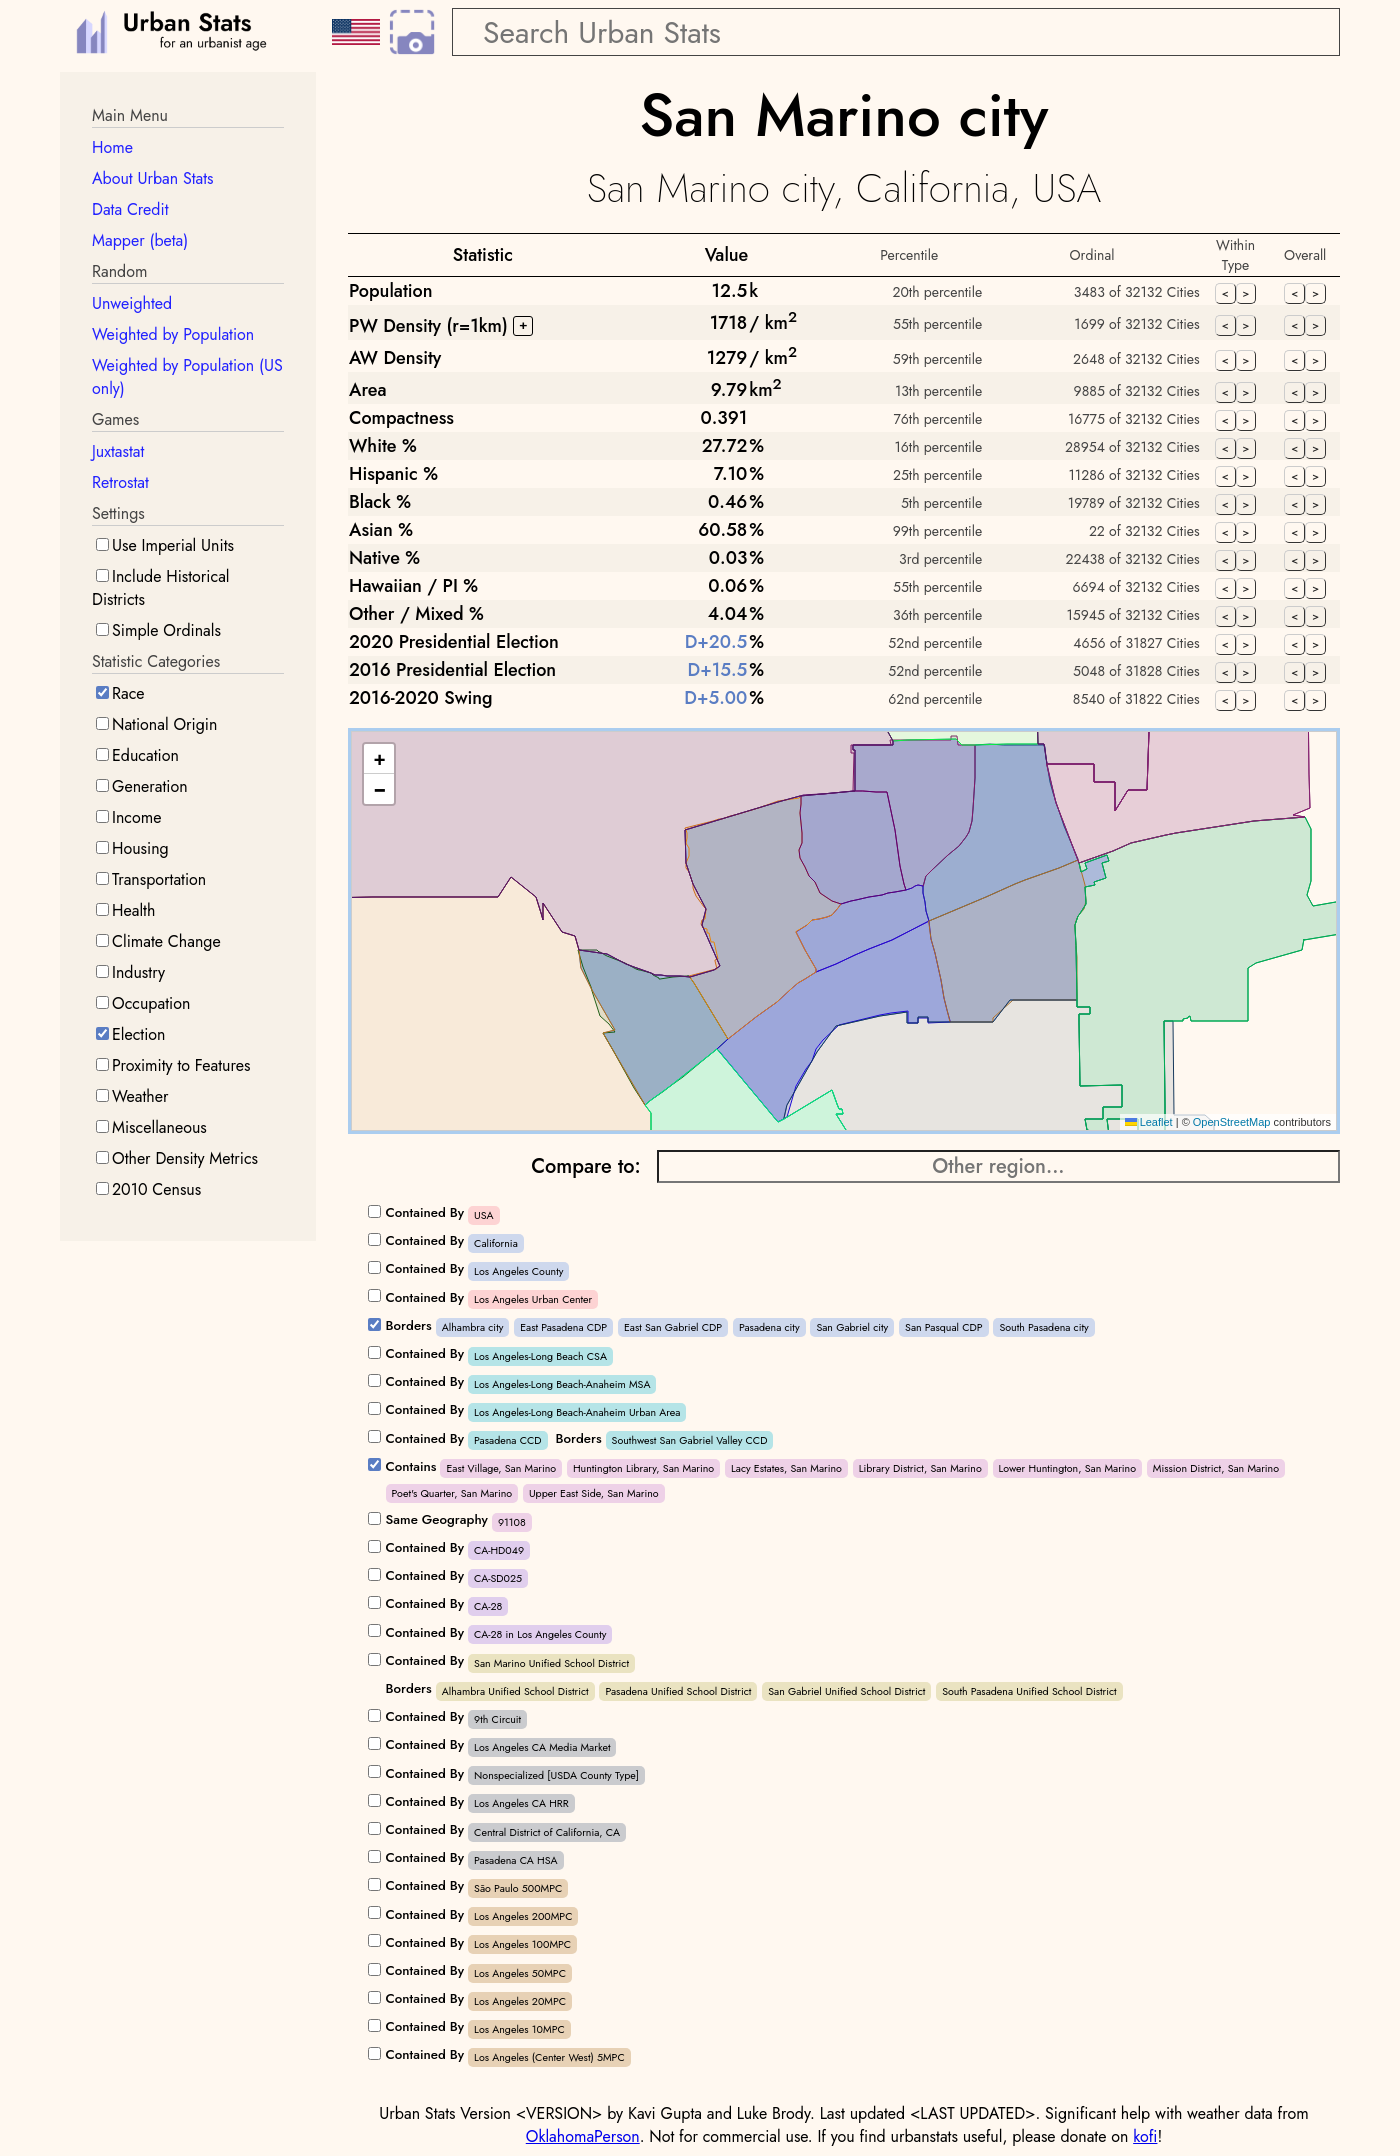 Urban Stats
for an urbanist age
Search Urban Stats
Main Menu
Home
About Urban Stats
Data Credit
Mapper (beta)
Random
Unweighted
Weighted by Population
Weighted by Population (US
only)
Games
Juxtastat
Retrostat
Settings
Use Imperial Units
Include Historical
Districts
Simple Ordinals
Statistic Categories
Race
National Origin
Education
Generation
Income
Housing
Transportation
Health
Climate Change
Industry
Occupation
Election
Proximity to Features
Weather
Miscellaneous
Other Density Metrics
2010 Census
San Marino city
San Marino city, California, USA
Statistic Value Percentile Ordinal Within Type Overall
Population 12.5k 20th percentile 3483 of 32132 Cities < > < >
PW Density (r=1km) + 1718 / km2 55th percentile 1699 of 32132 Cities < > < >
AW Density 1279 / km2 59th percentile 2648 of 32132 Cities < > < >
Area 9.79 km2 13th percentile 9885 of 32132 Cities < > < >
Compactness 0.391 76th percentile 16775 of 32132 Cities < > < >
White % 27.72% 16th percentile 28954 of 32132 Cities < > < >
Hispanic % 7.10% 25th percentile 11286 of 32132 Cities < > < >
Black % 0.46% 5th percentile 19789 of 32132 Cities < > < >
Asian % 60.58% 99th percentile 22 of 32132 Cities < > < >
Native % 0.03% 3rd percentile 22438 of 32132 Cities < > < >
Hawaiian / PI % 0.06% 55th percentile 6694 of 32132 Cities < > < >
Other / Mixed % 4.04% 36th percentile 15945 of 32132 Cities < > < >
2020 Presidential Election D+20.5% 52nd percentile 4656 of 31827 Cities < > < >
2016 Presidential Election D+15.5% 52nd percentile 5048 of 31828 Cities < > < >
2016-2020 Swing D+5.00% 62nd percentile 8540 of 31822 Cities < > < >
+
−
Leaflet | © OpenStreetMap contributors
Compare to: Other region...
Contained By USA
Contained By California
Contained By Los Angeles County
Contained By Los Angeles Urban Center
Borders Alhambra city East Pasadena CDP East San Gabriel CDP Pasadena city San Gabriel city San Pasqual CDP South Pasadena city
Contained By Los Angeles-Long Beach CSA
Contained By Los Angeles-Long Beach-Anaheim MSA
Contained By Los Angeles-Long Beach-Anaheim Urban Area
Contained By Pasadena CCD Borders Southwest San Gabriel Valley CCD
Contains East Village, San Marino Huntington Library, San Marino Lacy Estates, San Marino Library District, San Marino Lower Huntington, San Marino Mission District, San Marino
Poet's Quarter, San Marino Upper East Side, San Marino
Same Geography 91108
Contained By CA-HD049
Contained By CA-SD025
Contained By CA-28
Contained By CA-28 in Los Angeles County
Contained By San Marino Unified School District
Borders Alhambra Unified School District Pasadena Unified School District San Gabriel Unified School District South Pasadena Unified School District
Contained By 9th Circuit
Contained By Los Angeles CA Media Market
Contained By Nonspecialized [USDA County Type]
Contained By Los Angeles CA HRR
Contained By Central District of California, CA
Contained By Pasadena CA HSA
Contained By São Paulo 500MPC
Contained By Los Angeles 200MPC
Contained By Los Angeles 100MPC
Contained By Los Angeles 50MPC
Contained By Los Angeles 20MPC
Contained By Los Angeles 10MPC
Contained By Los Angeles (Center West) 5MPC
Urban Stats Version <VERSION> by Kavi Gupta and Luke Brody. Last updated <LAST UPDATED>. Significant help with weather data from
OklahomaPerson. Not for commercial use. If you find urbanstats useful, please donate on kofi!